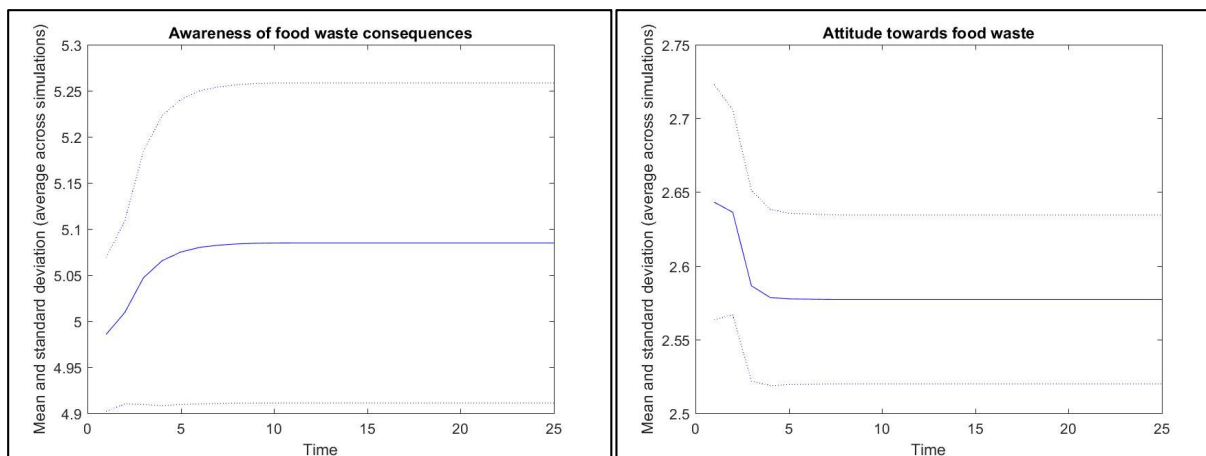 Awareness of food waste consequences
Mean and standard deviation (average across simulations)
5.3
5.25
5.2
5.15
5.1
5.05
5
4.95
4.9
0 5 10 15 20 25
Time
Attitude towards food waste
Mean and standard deviation (average across simulations)
2.75
2.7
2.65
2.6
2.55
2.5
0 5 10 15 20 25
Time